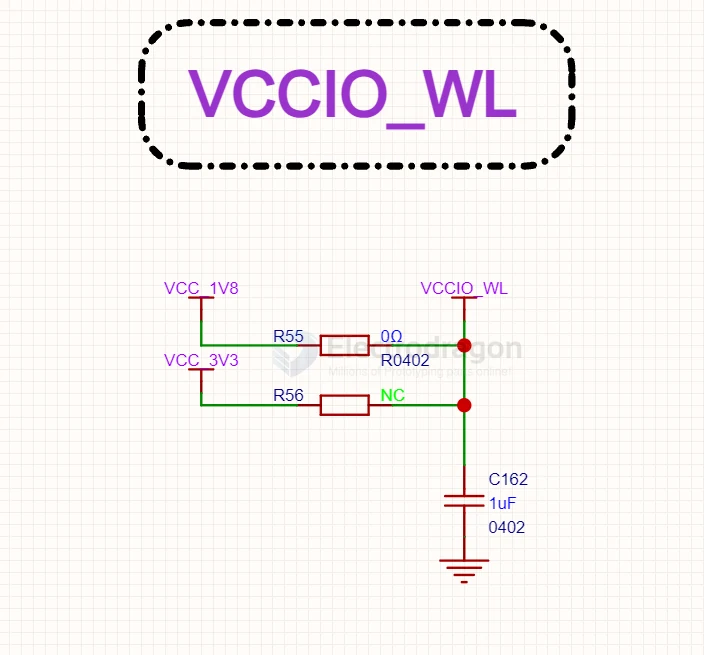 VCCIO_WL
VCC_1V8
VCCIO_WL
R55
0Ω
Electrodragon
R0402
VCC_3V3
R56
NC
C162
1uF
0402